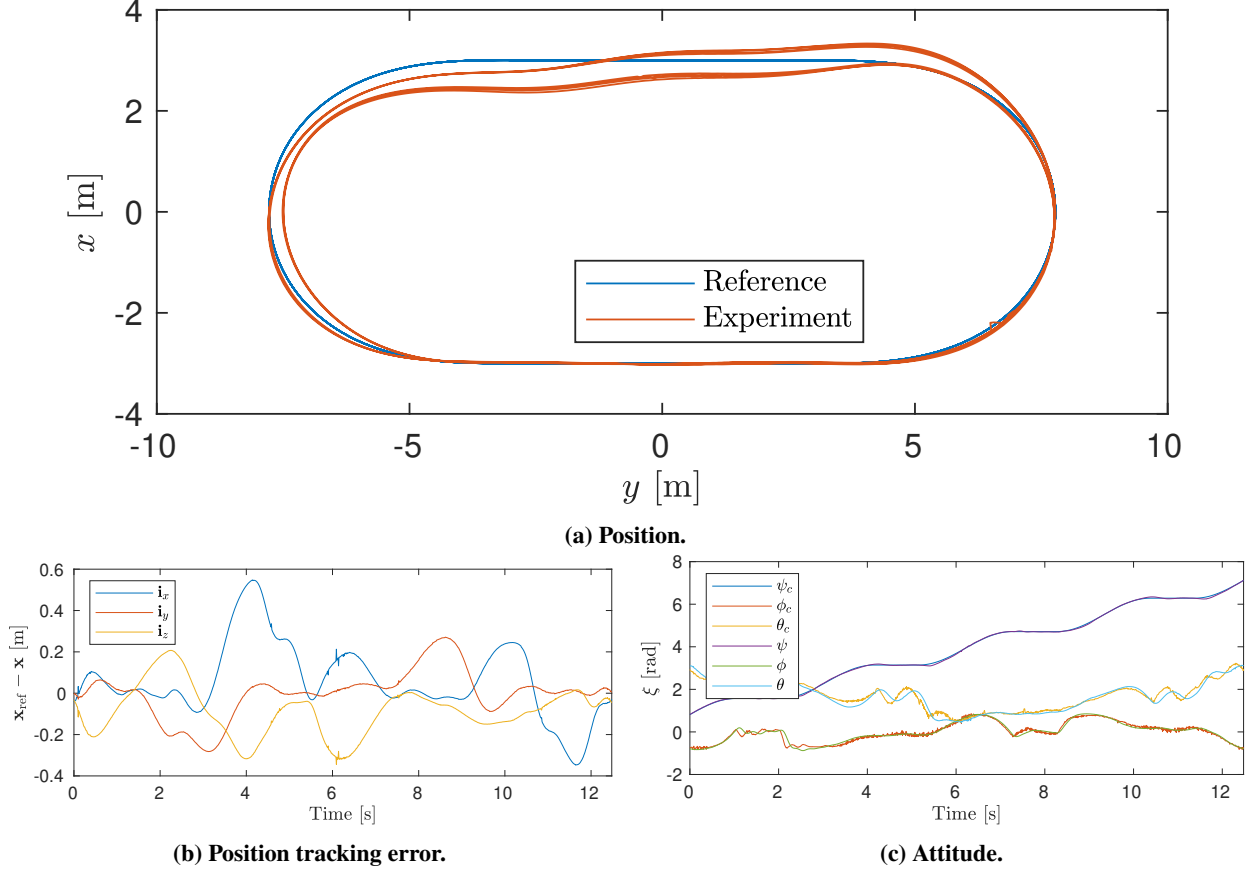 4
2
0
-2
-4
x [m]
-10
-5
0
5
10
y [m]
Reference
Experiment
(a) Position.
0.6
0.4
0.2
0
-0.2
-0.4
x_ref − x [m]
i_x
i_y
i_z
0
2
4
6
8
10
12
Time [s]
(b) Position tracking error.
8
6
4
2
0
-2
ξ [rad]
ψ_c
ϕ_c
θ_c
ψ
ϕ
θ
0
2
4
6
8
10
12
Time [s]
(c) Attitude.